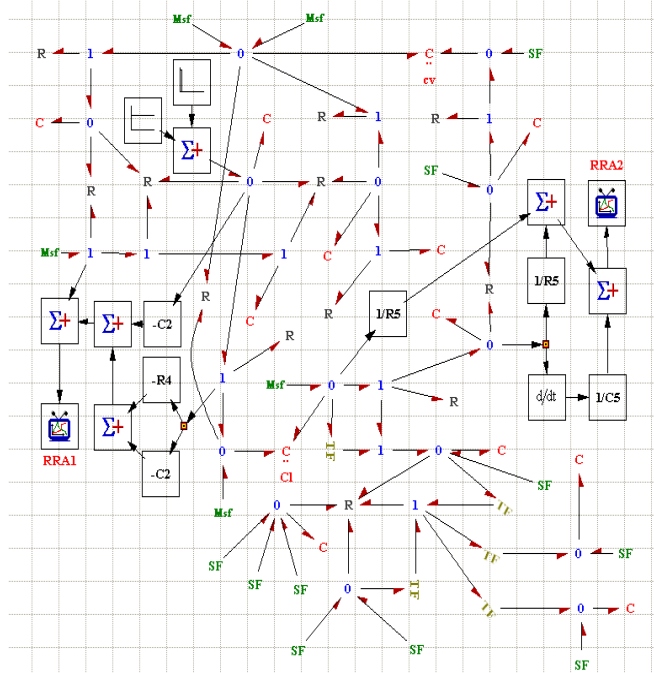 Msf Msf
R 1 0 C 0 SF
cv
C 0 R 1 R 1 C
Σ+ C
R R 0 R 0 SF 0 Σ+ RRA2
Msf 1 1 1 C 1 C
R C R 1/R5 R 1/R5 Σ+
Σ+ Σ+ -C2 R C 0
-R4 1 Msf 0 1 R d/dt 1/C5
Σ+
RRA1 -C2 0 C TF 1 0 C C
Cl
Msf 0 R 1 TF SF
SF SF SF C TF 0 SF
0 TF TF 0 C
SF SF SF